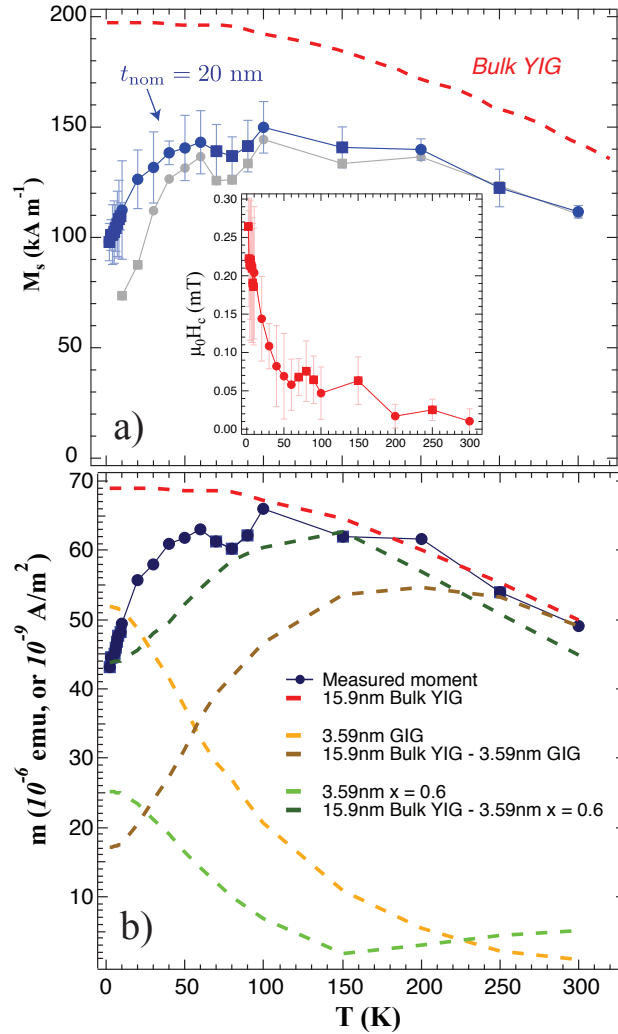 200
150
100
50
0
M_s (kA m⁻¹)
t_nom = 20 nm
Bulk YIG
a)
0.30
0.25
0.20
0.15
0.10
0.05
0.00
μ₀H_c (mT)
0 50 100 150 200 250 300
70
60
50
40
30
20
10
m (10⁻⁶ emu, or 10⁻⁹ A/m²)
Measured moment
15.9nm Bulk YIG
3.59nm GIG
15.9nm Bulk YIG - 3.59nm GIG
3.59nm x = 0.6
15.9nm Bulk YIG - 3.59nm x = 0.6
b)
0 50 100 150 200 250 300
T (K)